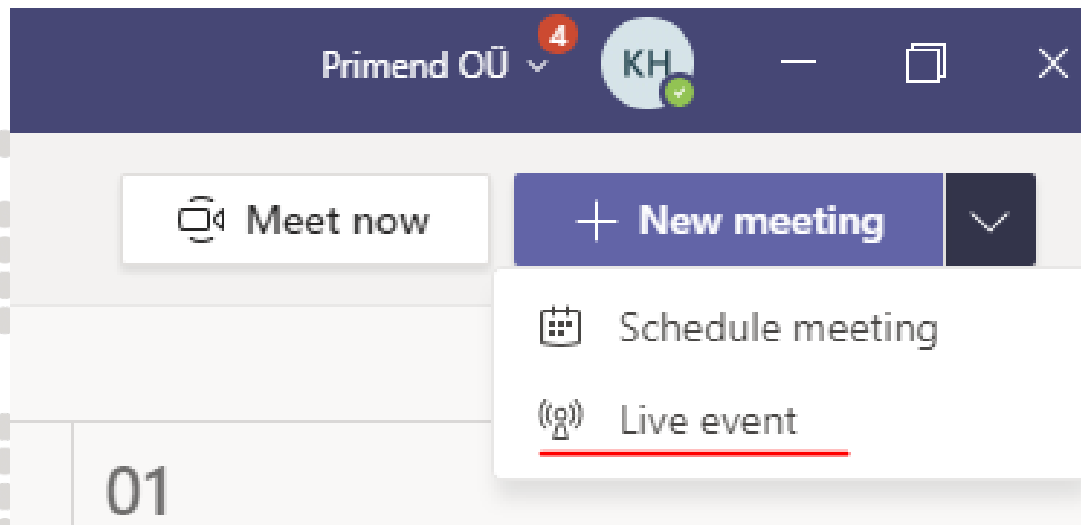 Primend OÜ 4 KH
Meet now + New meeting
Schedule meeting
Live event
01